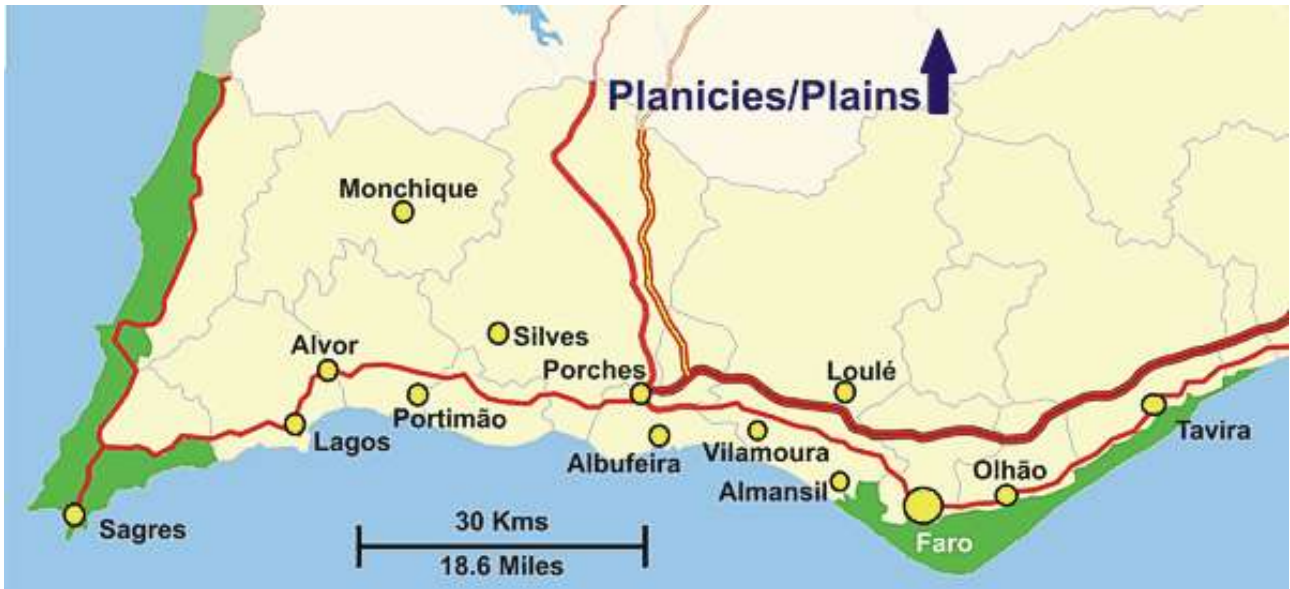 Planicies/Plains
Monchique
Silves
Alvor
Porches
Loulé
Portimão
Lagos
Tavira
Albufeira
Vilamoura
Olhão
Almansil
Sagres
30 Kms
18.6 Miles
Faro